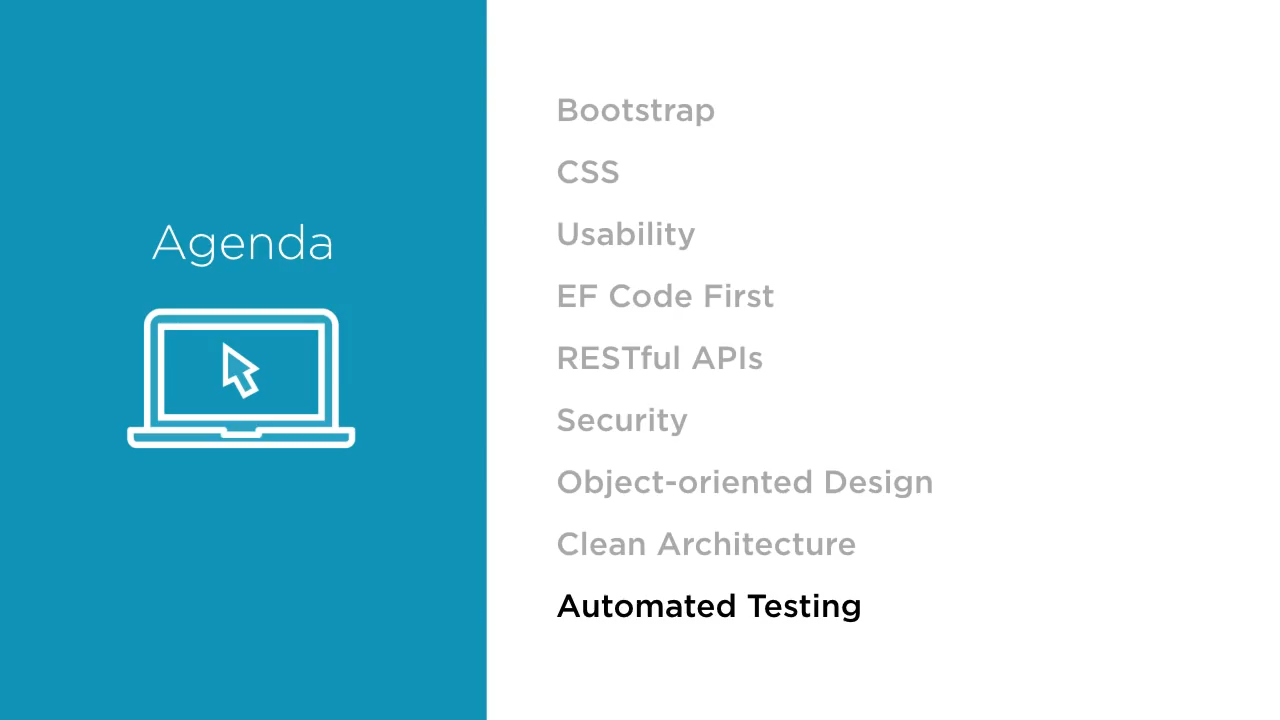 Agenda
Bootstrap
CSS
Usability
EF Code First
RESTful APIs
Security
Object-oriented Design
Clean Architecture
Automated Testing